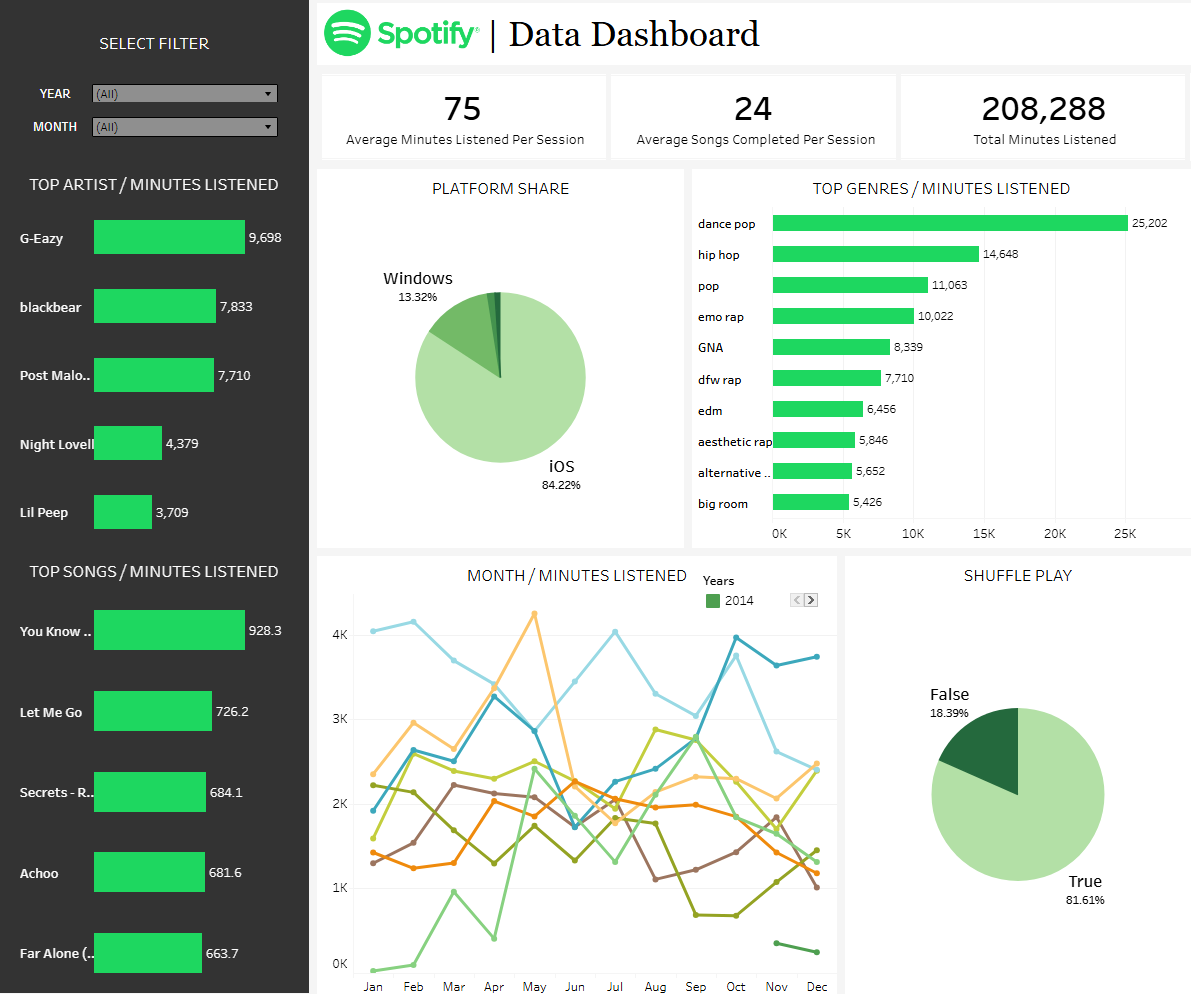 SELECT FILTER
YEAR
(All)
MONTH
(All)
TOP ARTIST / MINUTES LISTENED
G-Eazy 9,698
blackbear 7,833
Post Malo.. 7,710
Night Lovell 4,379
Lil Peep 3,709
TOP SONGS / MINUTES LISTENED
You Know .. 928.3
Let Me Go 726.2
Secrets - R.. 684.1
Achoo 681.6
Far Alone (.. 663.7
Spotify® | Data Dashboard
75
Average Minutes Listened Per Session
24
Average Songs Completed Per Session
208,288
Total Minutes Listened
PLATFORM SHARE
Windows
13.32%
iOS
84.22%
TOP GENRES / MINUTES LISTENED
dance pop 25,202
hip hop 14,648
pop 11,063
emo rap 10,022
GNA 8,339
dfw rap 7,710
edm 6,456
aesthetic rap 5,846
alternative .. 5,652
big room 5,426
0K 5K 10K 15K 20K 25K
MONTH / MINUTES LISTENED
Years
2014
4K
3K
2K
1K
0K
Jan Feb Mar Apr May Jun Jul Aug Sep Oct Nov Dec
SHUFFLE PLAY
False
18.39%
True
81.61%